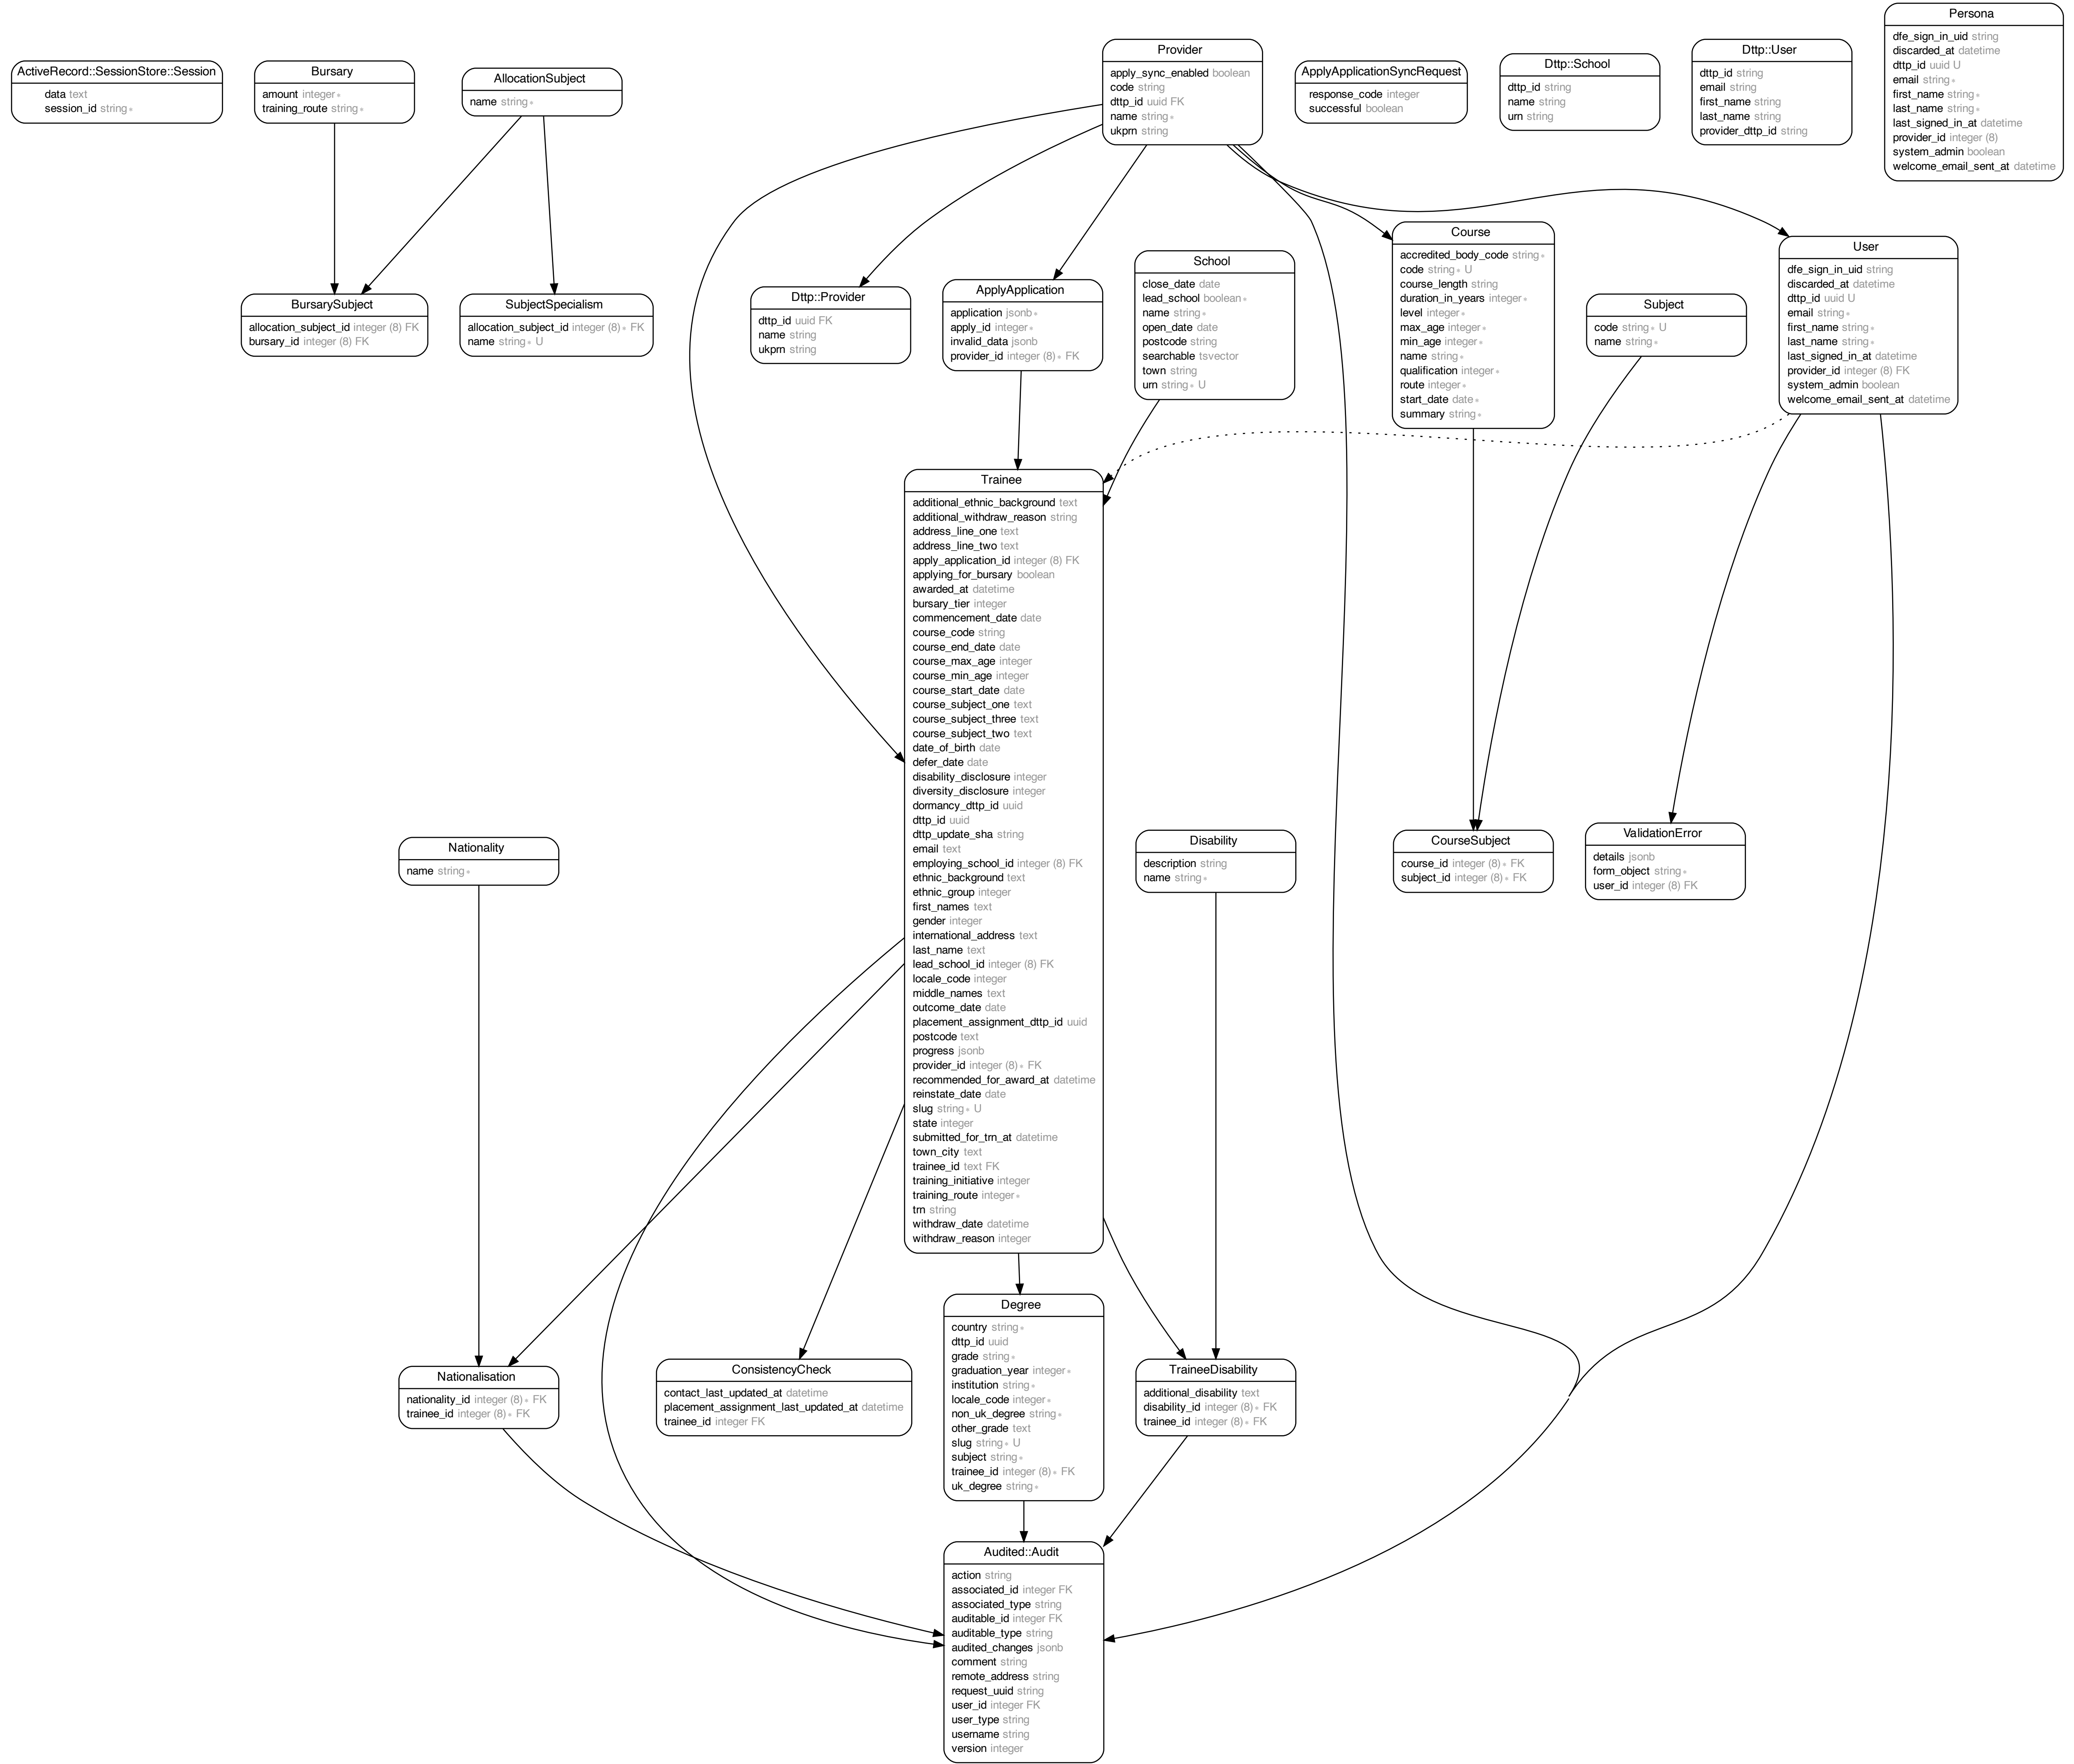 ActiveRecord::SessionStore::Session
data text
session_id string ∗
Bursary
amount integer ∗
training_route string ∗
AllocationSubject
name string ∗
Provider
apply_sync_enabled boolean
code string
dttp_id uuid FK
name string ∗
ukprn string
ApplyApplicationSyncRequest
response_code integer
successful boolean
Dttp::School
dttp_id string
name string
urn string
Dttp::User
dttp_id string
email string
first_name string
last_name string
provider_dttp_id string
Persona
dfe_sign_in_uid string
discarded_at datetime
dttp_id uuid U
email string ∗
first_name string ∗
last_name string ∗
last_signed_in_at datetime
provider_id integer (8)
system_admin boolean
welcome_email_sent_at datetime
BursarySubject
allocation_subject_id integer (8) FK
bursary_id integer (8) FK
SubjectSpecialism
allocation_subject_id integer (8) ∗ FK
name string ∗ U
Dttp::Provider
dttp_id uuid FK
name string
ukprn string
ApplyApplication
application jsonb ∗
apply_id integer ∗
invalid_data jsonb
provider_id integer (8) ∗ FK
School
close_date date
lead_school boolean ∗
name string ∗
open_date date
postcode string
searchable tsvector
town string
urn string ∗ U
Course
accredited_body_code string ∗
code string ∗ U
course_length string
duration_in_years integer ∗
level integer ∗
max_age integer ∗
min_age integer ∗
name string ∗
qualification integer ∗
route integer ∗
start_date date ∗
summary string ∗
Subject
code string ∗ U
name string ∗
User
dfe_sign_in_uid string
discarded_at datetime
dttp_id uuid U
email string ∗
first_name string ∗
last_name string ∗
last_signed_in_at datetime
provider_id integer (8) FK
system_admin boolean
welcome_email_sent_at datetime
Trainee
additional_ethnic_background text
additional_withdraw_reason string
address_line_one text
address_line_two text
apply_application_id integer (8) FK
applying_for_bursary boolean
awarded_at datetime
bursary_tier integer
commencement_date date
course_code string
course_end_date date
course_max_age integer
course_min_age integer
course_start_date date
course_subject_one text
course_subject_three text
course_subject_two text
date_of_birth date
defer_date date
disability_disclosure integer
diversity_disclosure integer
dormancy_dttp_id uuid
dttp_id uuid
dttp_update_sha string
email text
employing_school_id integer (8) FK
ethnic_background text
ethnic_group integer
first_names text
gender integer
international_address text
last_name text
lead_school_id integer (8) FK
locale_code integer
middle_names text
outcome_date date
placement_assignment_dttp_id uuid
postcode text
progress jsonb
provider_id integer (8) ∗ FK
recommended_for_award_at datetime
reinstate_date date
slug string ∗ U
state integer
submitted_for_trn_at datetime
town_city text
trainee_id text FK
training_initiative integer
training_route integer ∗
trn string
withdraw_date datetime
withdraw_reason integer
Nationality
name string ∗
Disability
description string
name string ∗
CourseSubject
course_id integer (8) ∗ FK
subject_id integer (8) ∗ FK
ValidationError
details jsonb
form_object string ∗
user_id integer (8) FK
Nationalisation
nationality_id integer (8) ∗ FK
trainee_id integer (8) ∗ FK
ConsistencyCheck
contact_last_updated_at datetime
placement_assignment_last_updated_at datetime
trainee_id integer FK
Degree
country string ∗
dttp_id uuid
grade string ∗
graduation_year integer ∗
institution string ∗
locale_code integer ∗
non_uk_degree string ∗
other_grade text
slug string ∗ U
subject string ∗
trainee_id integer (8) ∗ FK
uk_degree string ∗
TraineeDisability
additional_disability text
disability_id integer (8) ∗ FK
trainee_id integer (8) ∗ FK
Audited::Audit
action string
associated_id integer FK
associated_type string
auditable_id integer FK
auditable_type string
audited_changes jsonb
comment string
remote_address string
request_uuid string
user_id integer FK
user_type string
username string
version integer